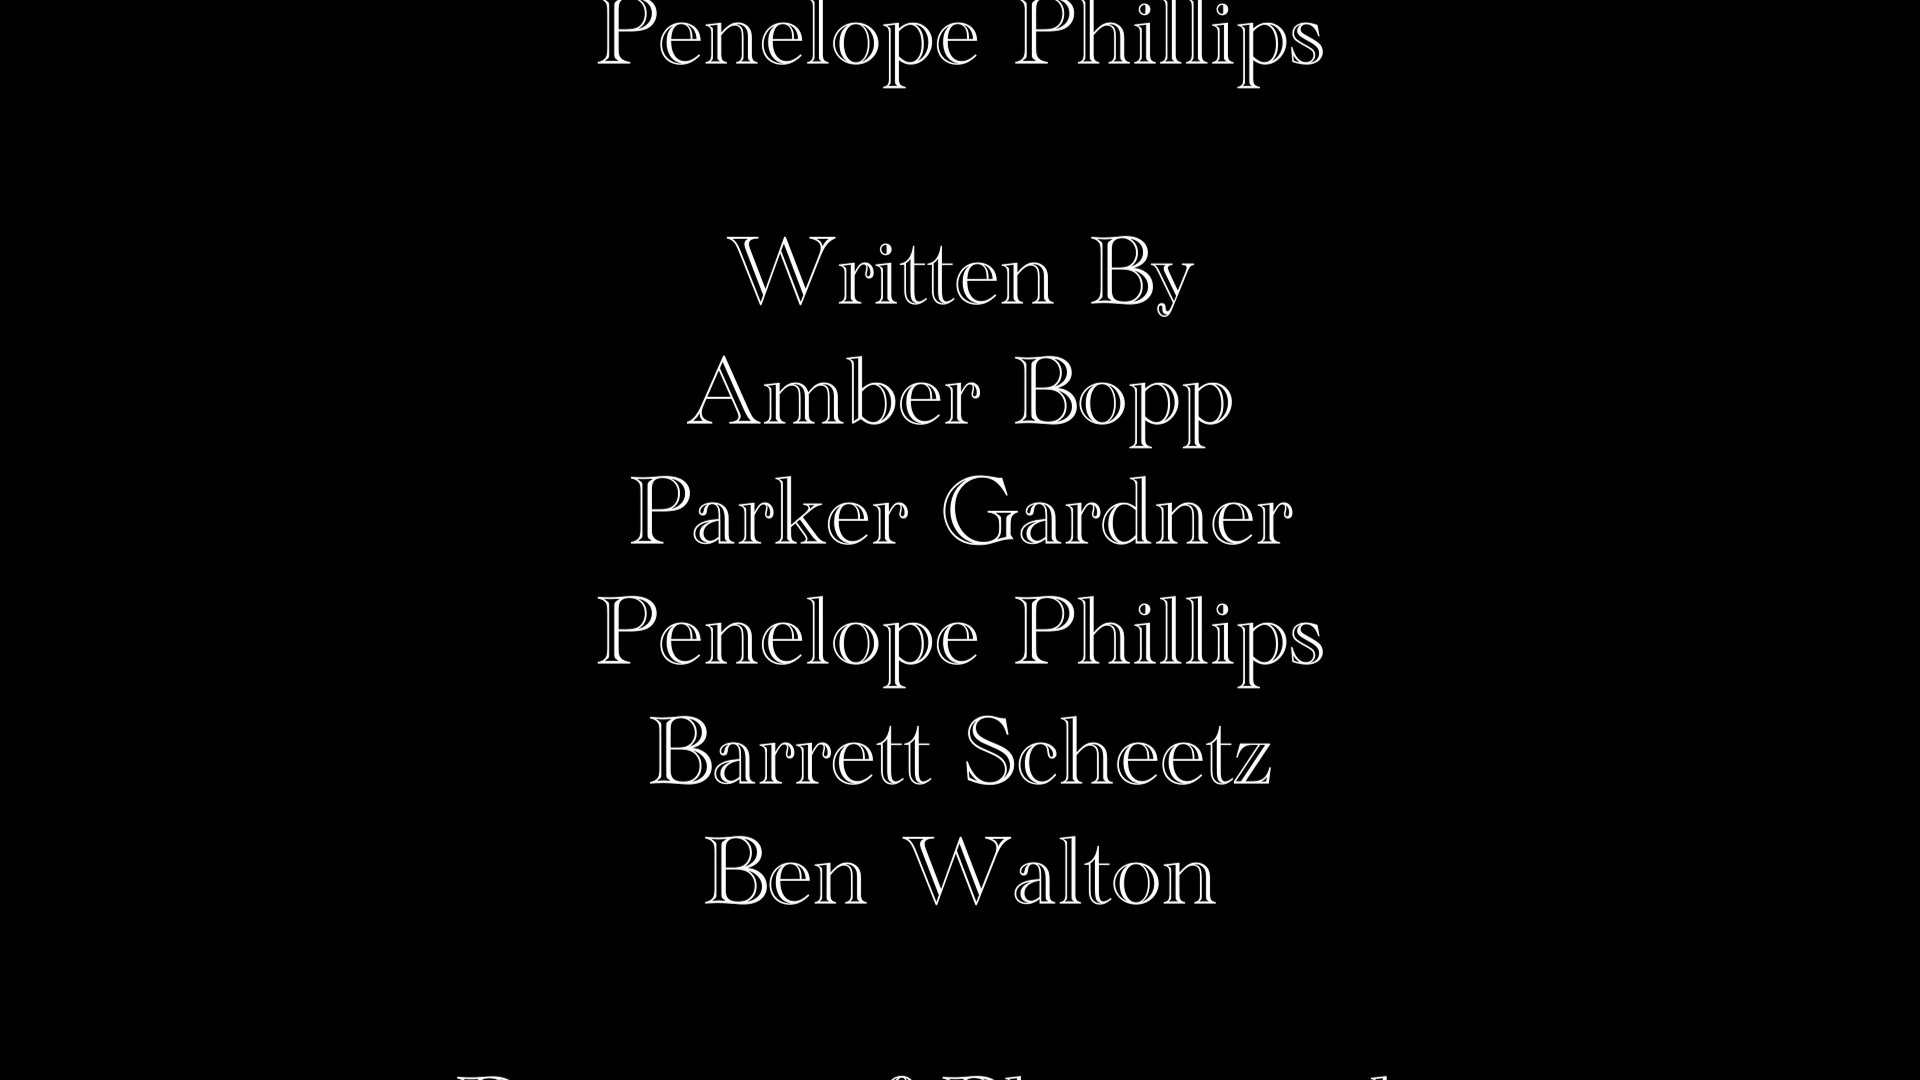 Penelope Phillips
Written By
Amber Bopp
Parker Gardner
Penelope Phillips
Barrett Scheetz
Ben Walton